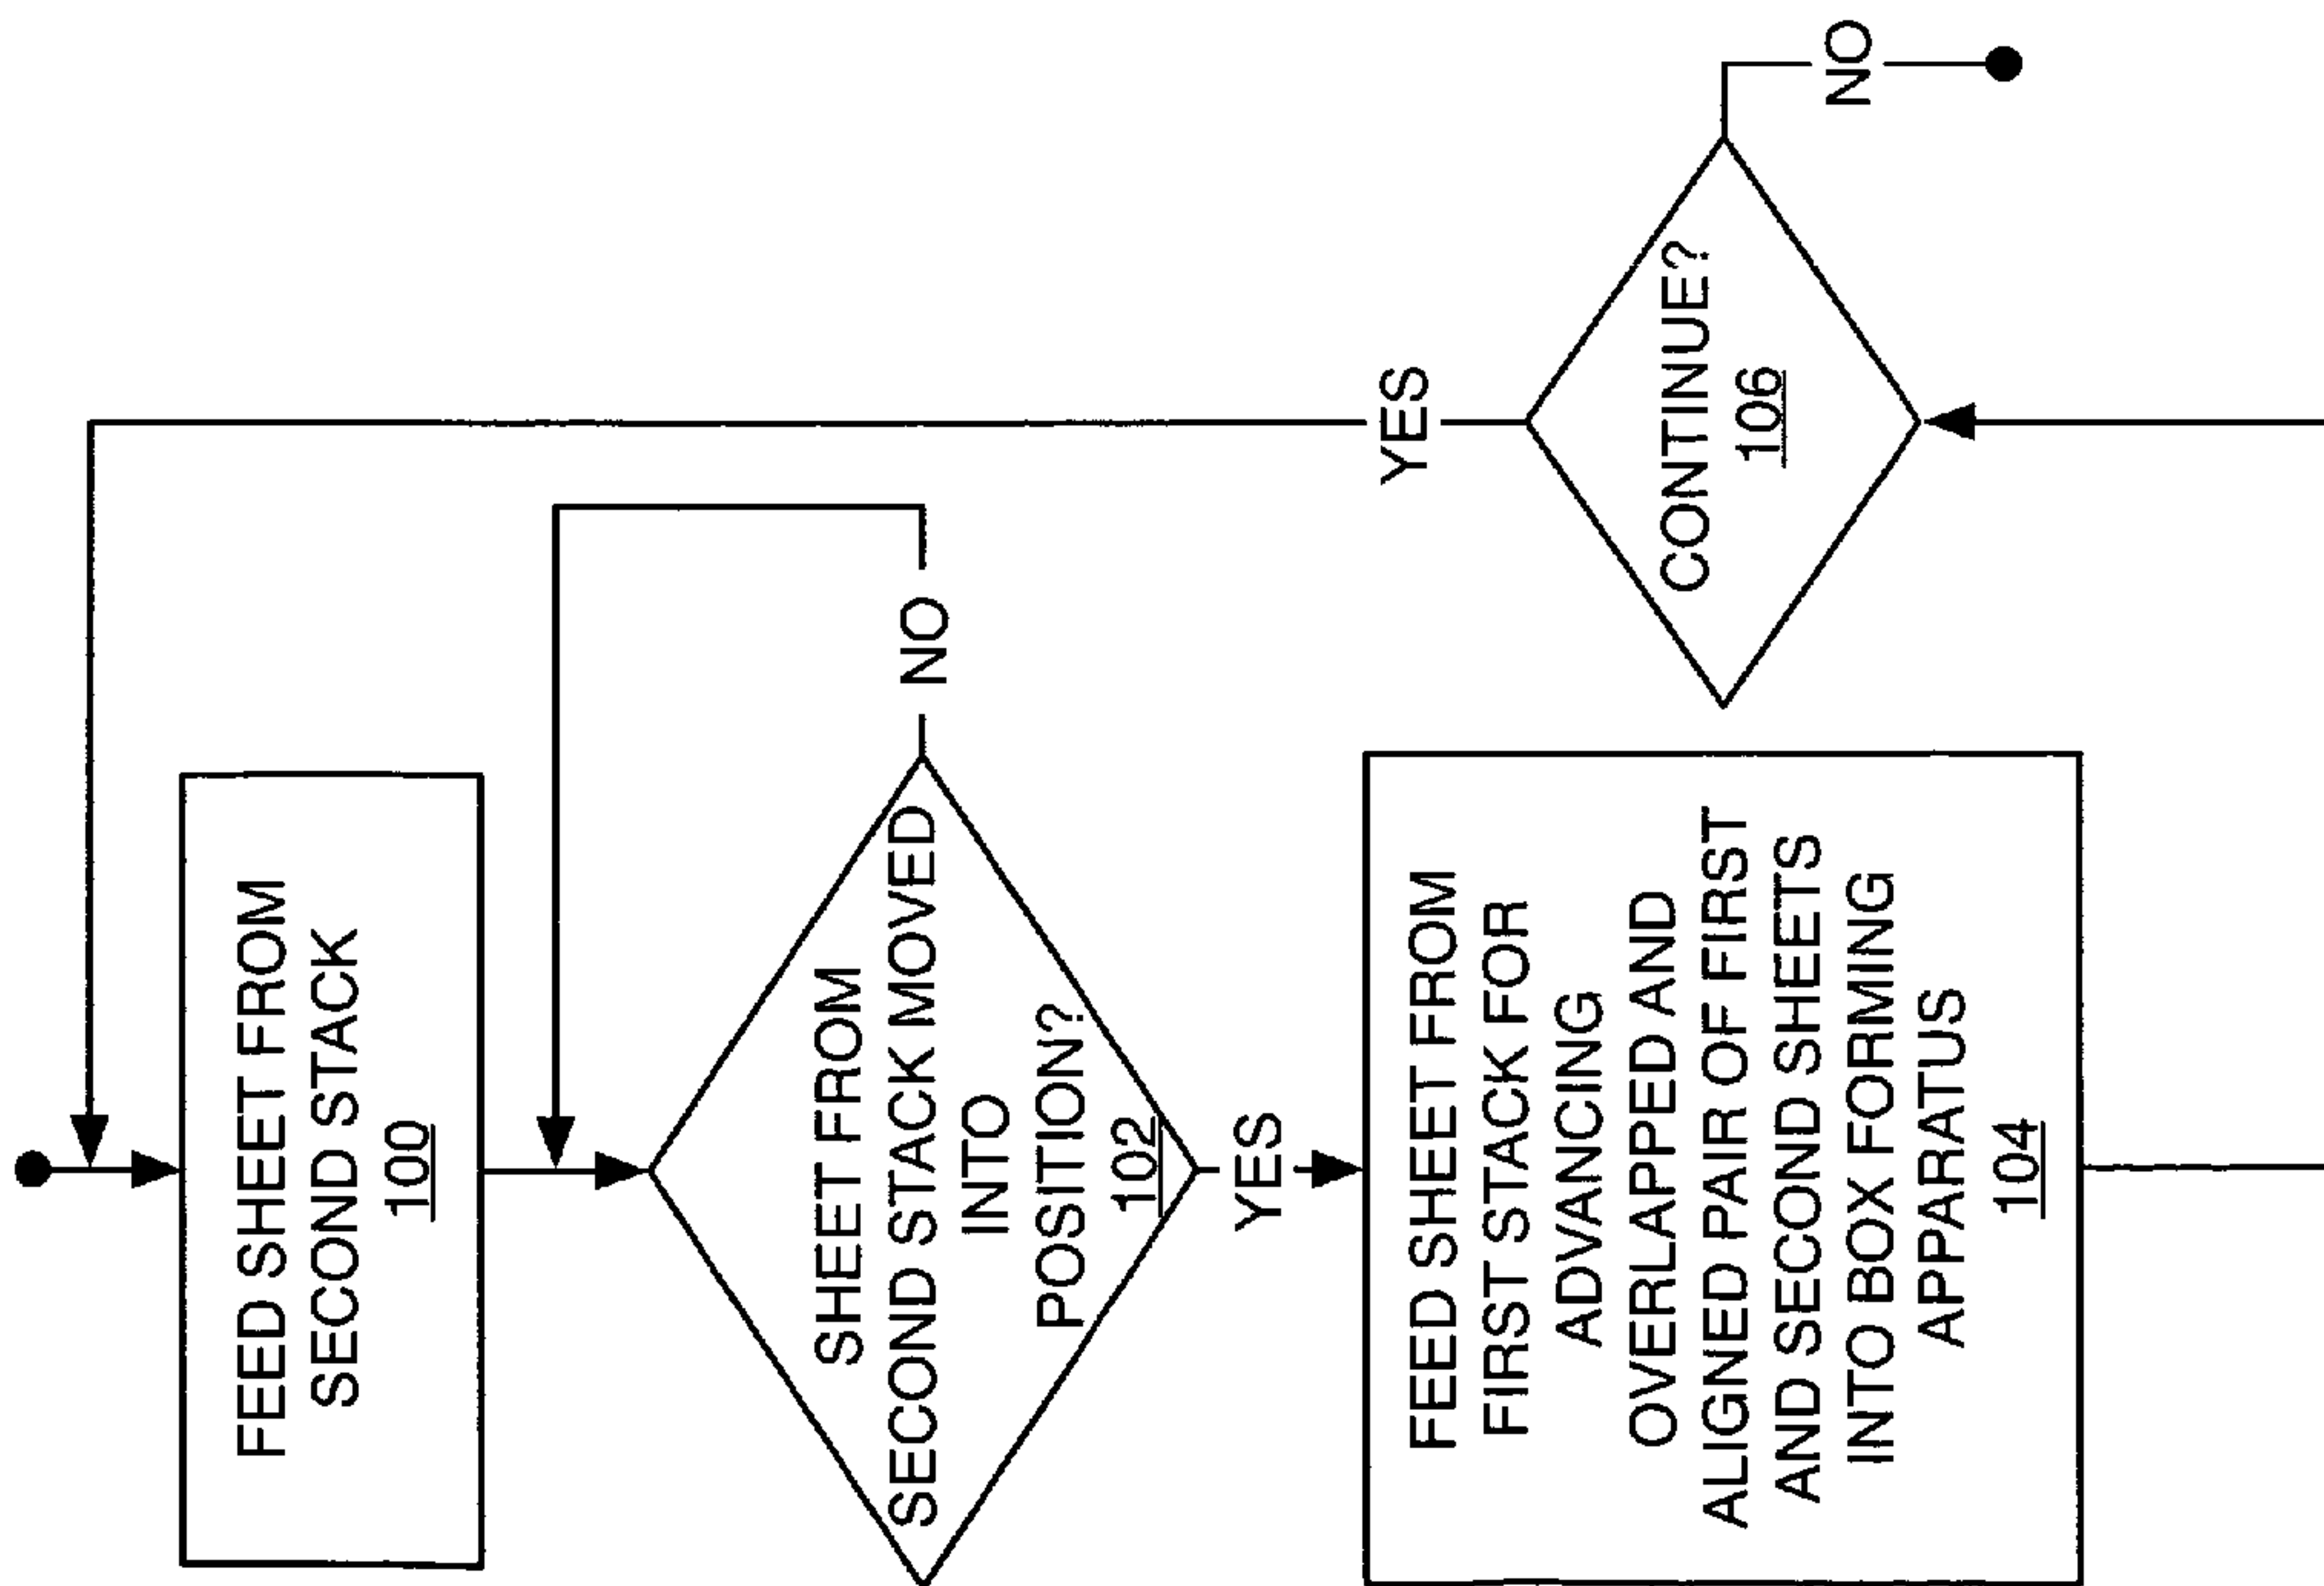 FEED SHEET FROM
SECOND STACK
100
SHEET FROM
SECOND STACK MOVED
INTO
POSITION?
102
NO
YES
FEED SHEET FROM
FIRST STACK FOR
ADVANCING
OVERLAPPED AND
ALIGNED PAIR OF FIRST
AND SECOND SHEETS
INTO BOX FORMING
APPARATUS
104
YES
CONTINUE?
106
NO